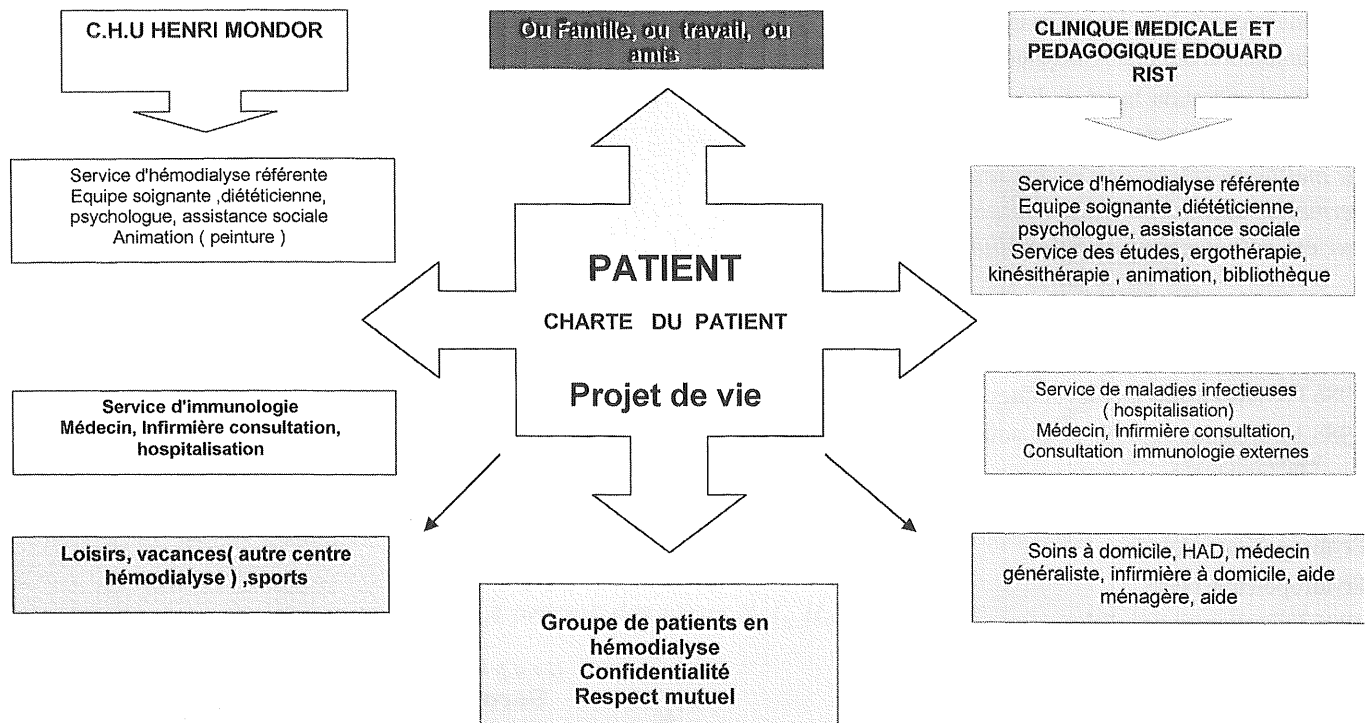 C.H.U HENRI MONDOR
Ou Famille, ou travail, ou
amis
CLINIQUE MEDICALE ET
PEDAGOGIQUE EDOUARD
RIST
Service d'hémodialyse référente
Equipe soignante ,diététicienne,
psychologue, assistance sociale
Animation ( peinture )
Service d'hémodialyse référente
Equipe soignante ,diététicienne,
psychologue, assistance sociale
Service des études, ergothérapie,
kinésithérapie , animation, bibliothèque
PATIENT
CHARTE DU PATIENT
Projet de vie
Service d'immunologie
Médecin, Infirmière consultation,
hospitalisation
Service de maladies infectieuses
( hospitalisation)
Médecin, Infirmière consultation,
Consultation immunologie externes
Loisirs, vacances( autre centre
hémodialyse ) ,sports
Soins à domicile, HAD, médecin
généraliste, infirmière à domicile, aide
ménagère, aide
Groupe de patients en
hémodialyse
Confidentialité
Respect mutuel